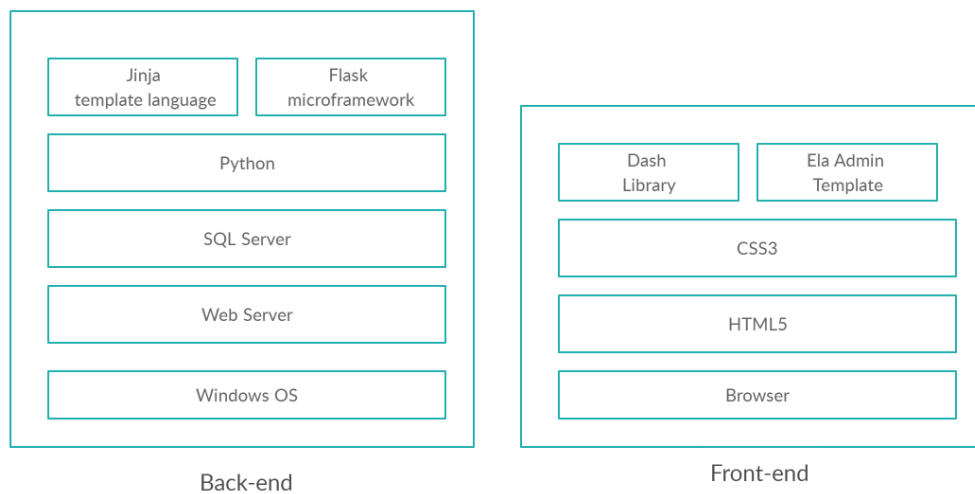 Jinja
template language
Flask
microframework
Python
SQL Server
Web Server
Windows OS
Back-end
Dash
Library
Ela Admin
Template
CSS3
HTML5
Browser
Front-end